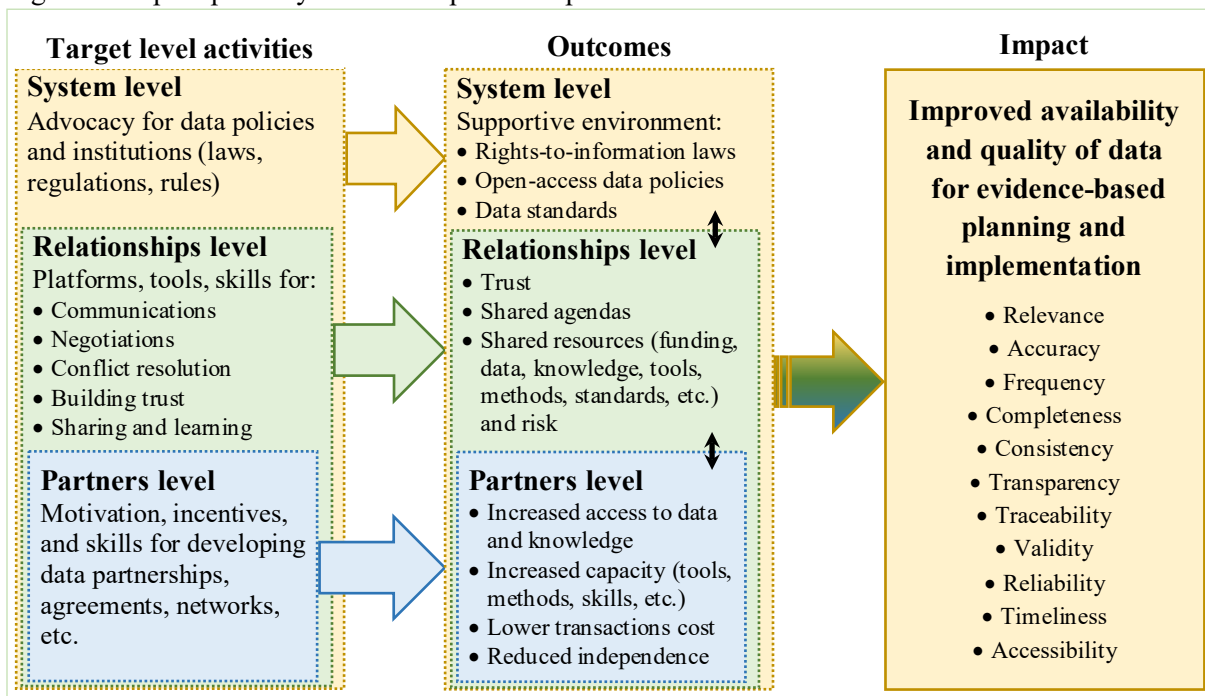 Target level activities
System level
Advocacy for data policies
and institutions (laws,
regulations, rules)
Relationships level
Platforms, tools, skills for:
• Communications
• Negotiations
• Conflict resolution
• Building trust
• Sharing and learning
Partners level
Motivation, incentives,
and skills for developing
data partnerships,
agreements, networks,
etc.
Outcomes
System level
Supportive environment:
• Rights-to-information laws
• Open-access data policies
• Data standards
Relationships level
• Trust
• Shared agendas
• Shared resources (funding,
data, knowledge, tools,
methods, standards, etc.)
and risk
Partners level
• Increased access to data
and knowledge
• Increased capacity (tools,
methods, skills, etc.)
• Lower transactions cost
• Reduced independence
Impact
Improved availability
and quality of data
for evidence-based
planning and
implementation
• Relevance
• Accuracy
• Frequency
• Completeness
• Consistency
• Transparency
• Traceability
• Validity
• Reliability
• Timeliness
• Accessibility